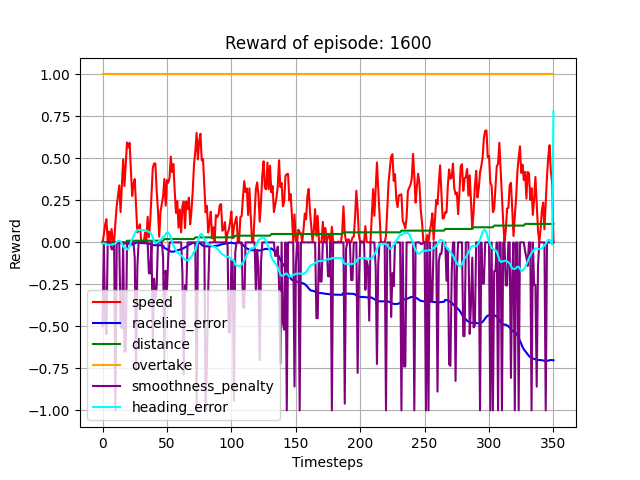 Reward of episode: 1600
Reward
1.00
0.75
0.50
0.25
0.00
−0.25
−0.50
−0.75
−1.00
speed
raceline_error
distance
overtake
smoothness_penalty
heading_error
0 50 100 150 200 250 300 350
Timesteps